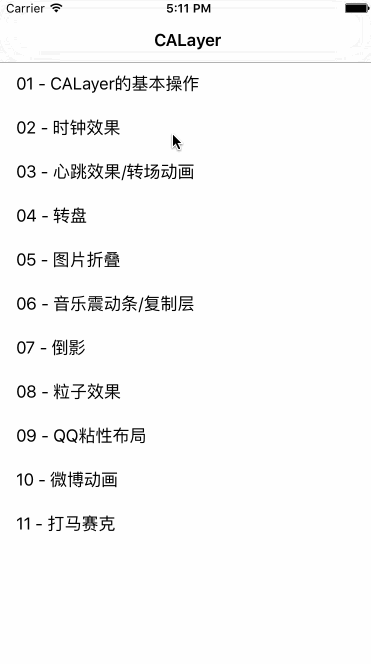 Carrier 5:11 PM
CALayer
01 - CALayer的基本操作
02 - 时钟效果
03 - 心跳效果/转场动画
04 - 转盘
05 - 图片折叠
06 - 音乐震动条/复制层
07 - 倒影
08 - 粒子效果
09 - QQ粘性布局
10 - 微博动画
11 - 打马赛克